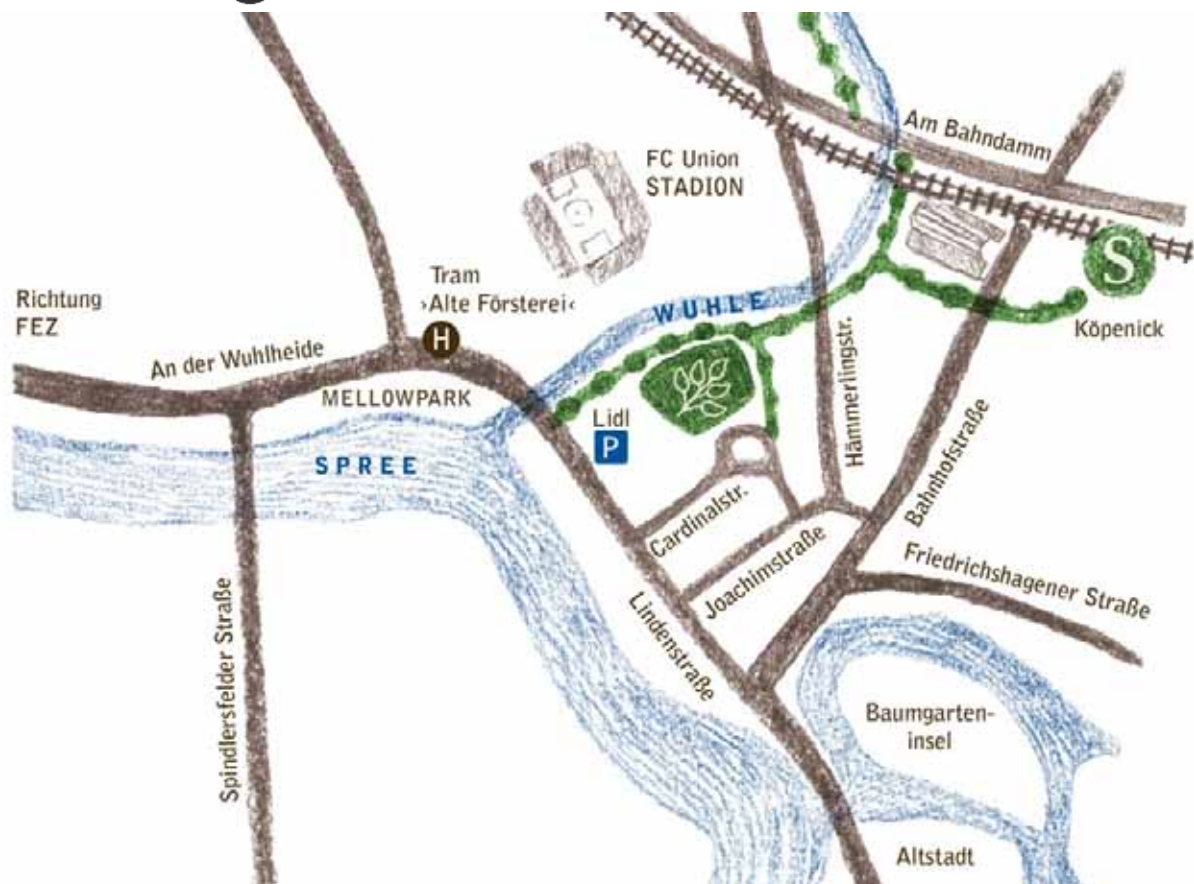 Am Bahndamm
FC Union
STADION
S
Köpenick
Tram
›Alte Försterei‹
H
Richtung
FEZ
An der Wuhlheide
WUHLE
MELLOWPARK
Lidl
P
SPREE
Hämmerlingstr.
Bahnhofstraße
Cardinalstr.
Joachimstraße
Friedrichshagener Straße
Lindenstraße
Spindlersfelder Straße
Baumgarten-
insel
Altstadt